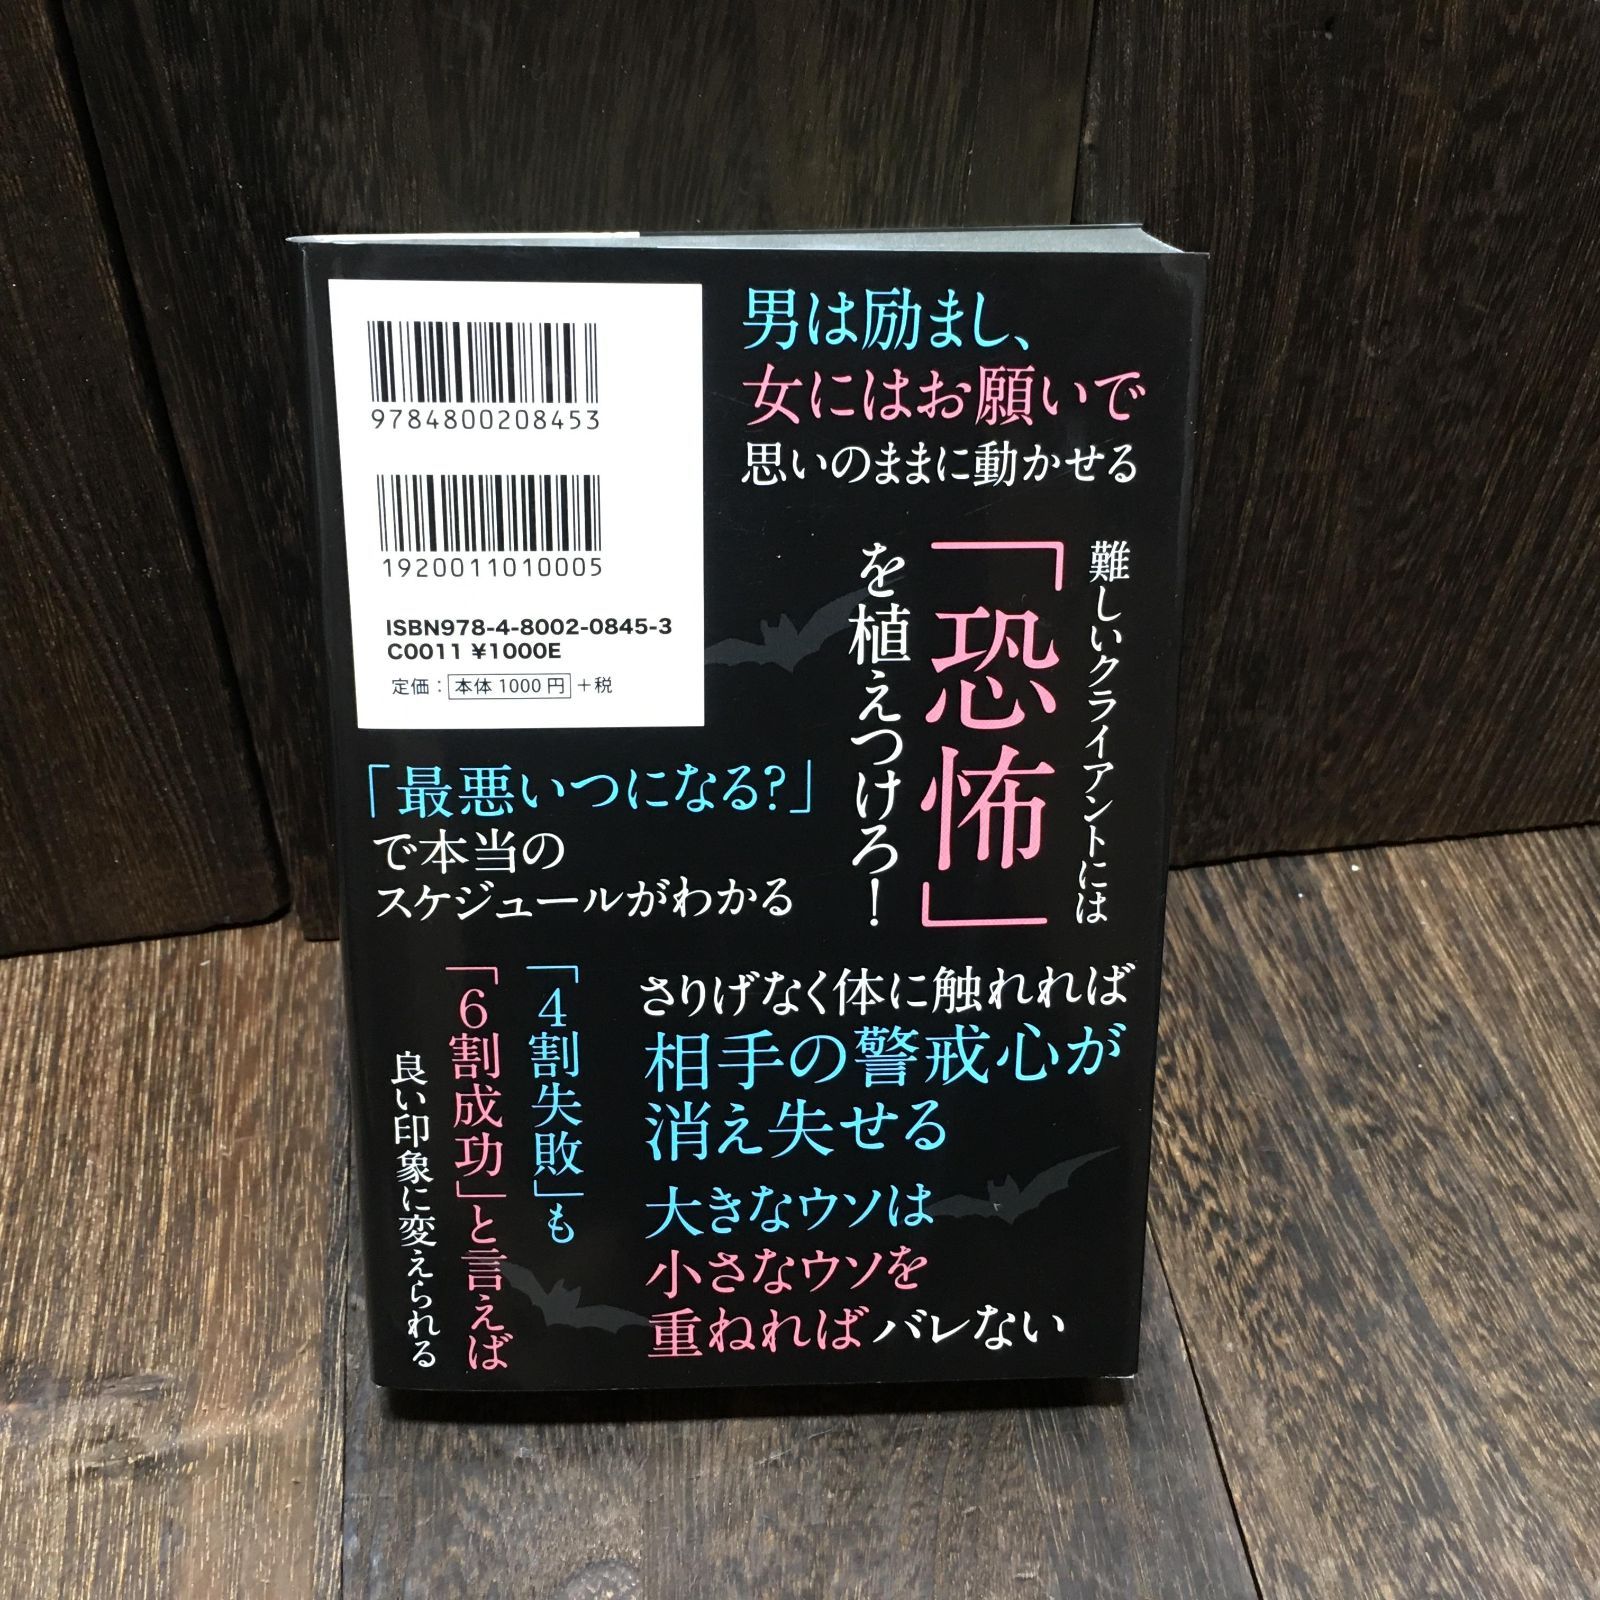 9784800208453
1920011010005
ISBN978-4-8002-0845-3
C0011 ¥1000E
定価：本体 1000 円＋税
男は励まし、
女にはお願いで
思いのままに動かせる
難しいクライアントには
「恐怖」
を植えつけろ！
「最悪いつになる？」
で本当の
スケジュールがわかる
さりげなく体に触れれば
相手の警戒心が
消え失せる
「4割失敗」も
「6割成功」と言えば
良い印象に変えられる
大きなウソは
小さなウソを
重ねればバレない